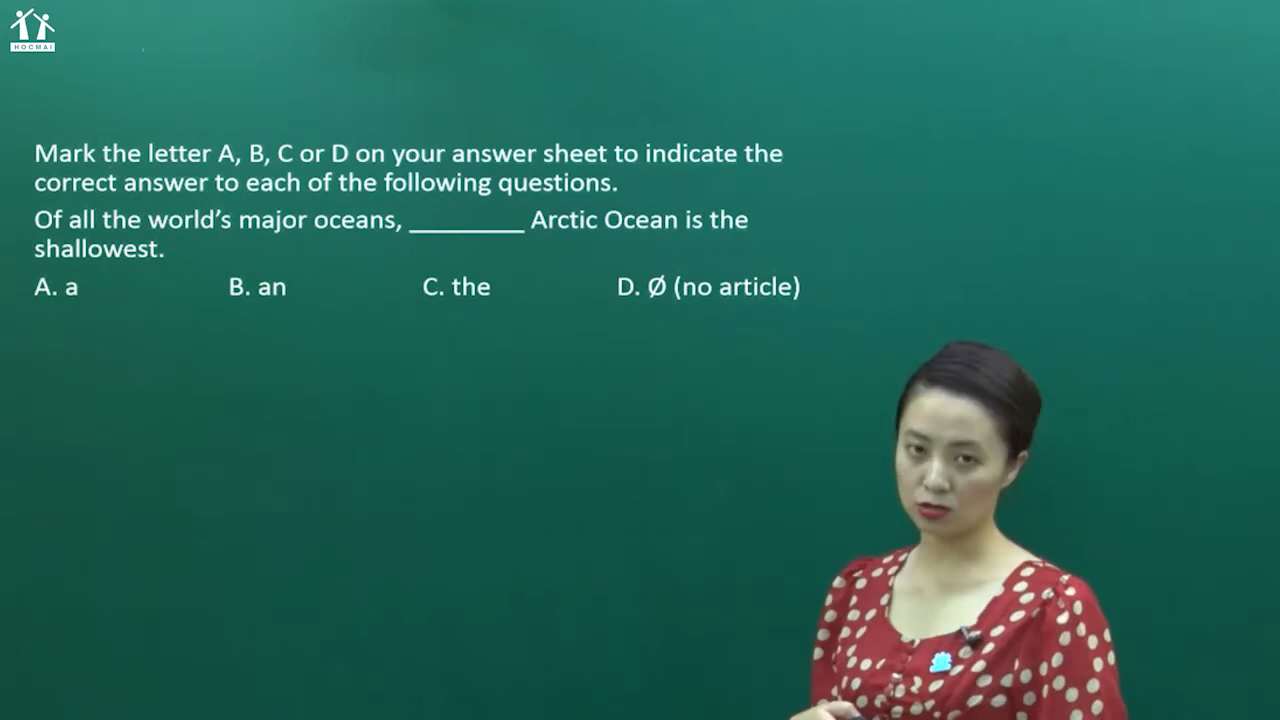 HOCMAI
Mark the letter A, B, C or D on your answer sheet to indicate the
correct answer to each of the following questions.
Of all the world’s major oceans, ________ Arctic Ocean is the
shallowest.
A. a B. an C. the D. Ø (no article)